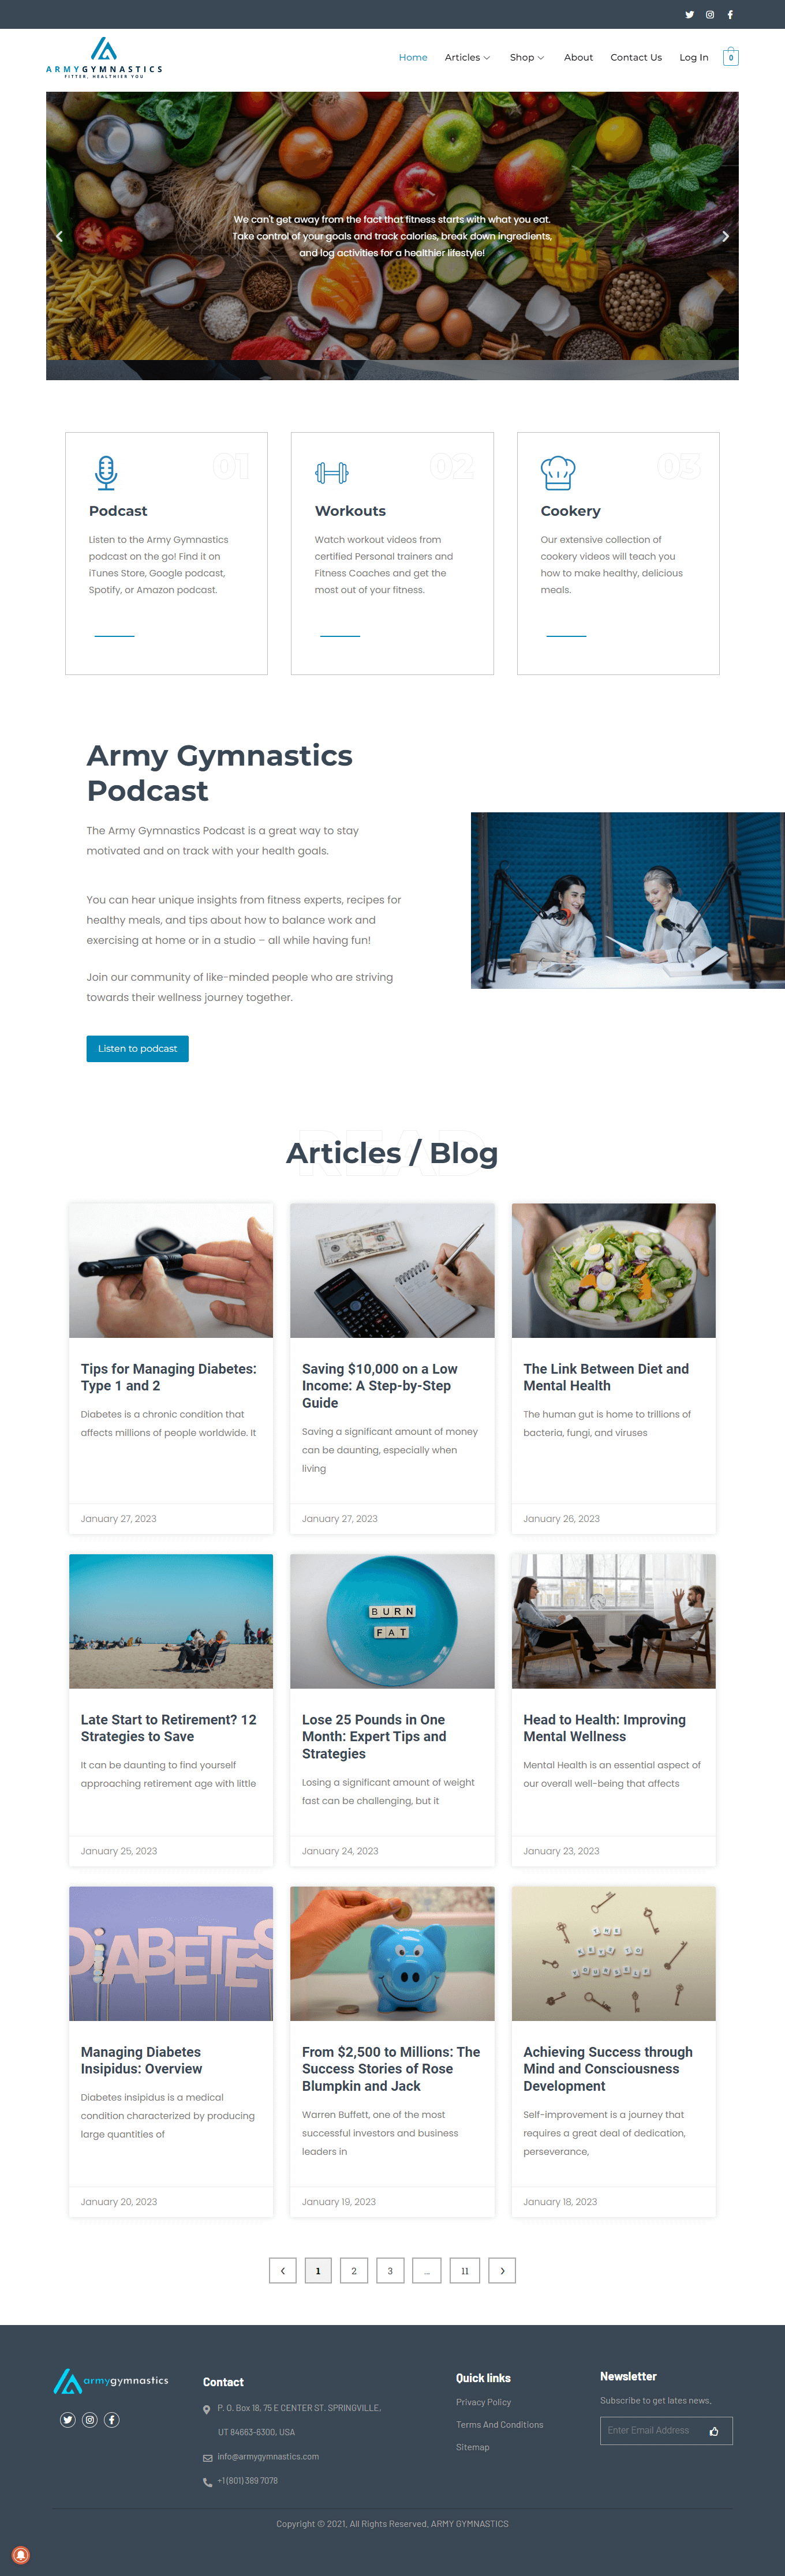 ARMYGYMNASTICS
FITTER, HEALTHIER YOU
Home
Articles
Shop
About
Contact Us
Log In
0
We can't get away from the fact that fitness starts with what you eat.
Take control of your goals and track calories, break down ingredients,
and log activities for a healthier lifestyle!
01
Podcast
Listen to the Army Gymnastics
podcast on the go! Find it on
iTunes Store, Google podcast,
Spotify, or Amazon podcast.
02
Workouts
Watch workout videos from
certified Personal trainers and
Fitness Coaches and get the
most out of your fitness.
03
Cookery
Our extensive collection of
cookery videos will teach you
how to make healthy, delicious
meals.
Army Gymnastics
Podcast
The Army Gymnastics Podcast is a great way to stay
motivated and on track with your health goals.
You can hear unique insights from fitness experts, recipes for
healthy meals, and tips about how to balance work and
exercising at home or in a studio – all while having fun!
Join our community of like-minded people who are striving
towards their wellness journey together.
Listen to podcast
READ
Articles / Blog
Tips for Managing Diabetes:
Type 1 and 2
Diabetes is a chronic condition that
affects millions of people worldwide. It
January 27, 2023
Saving $10,000 on a Low
Income: A Step-by-Step
Guide
Saving a significant amount of money
can be daunting, especially when
living
January 27, 2023
The Link Between Diet and
Mental Health
The human gut is home to trillions of
bacteria, fungi, and viruses
January 26, 2023
Late Start to Retirement? 12
Strategies to Save
It can be daunting to find yourself
approaching retirement age with little
January 25, 2023
BURN
FAT
Lose 25 Pounds in One
Month: Expert Tips and
Strategies
Losing a significant amount of weight
fast can be challenging, but it
January 24, 2023
Head to Health: Improving
Mental Wellness
Mental Health is an essential aspect of
our overall well-being that affects
January 23, 2023
DiABETES
Managing Diabetes
Insipidus: Overview
Diabetes insipidus is a medical
condition characterized by producing
large quantities of
January 20, 2023
From $2,500 to Millions: The
Success Stories of Rose
Blumpkin and Jack
Warren Buffett, one of the most
successful investors and business
leaders in
January 19, 2023
Achieving Success through
Mind and Consciousness
Development
Self-improvement is a journey that
requires a great deal of dedication,
perseverance,
January 18, 2023
1
2
3
...
11
armygymnastics
Contact
P. O. Box 18, 75 E CENTER ST. SPRINGVILLE,
UT 84663-6300, USA
info@armygymnastics.com
+1 (801) 389 7078
Quick links
Privacy Policy
Terms And Conditions
Sitemap
Newsletter
Subscribe to get lates news.
Enter Email Address
Copyright © 2021. All Rights Reserved. ARMY GYMNASTICS